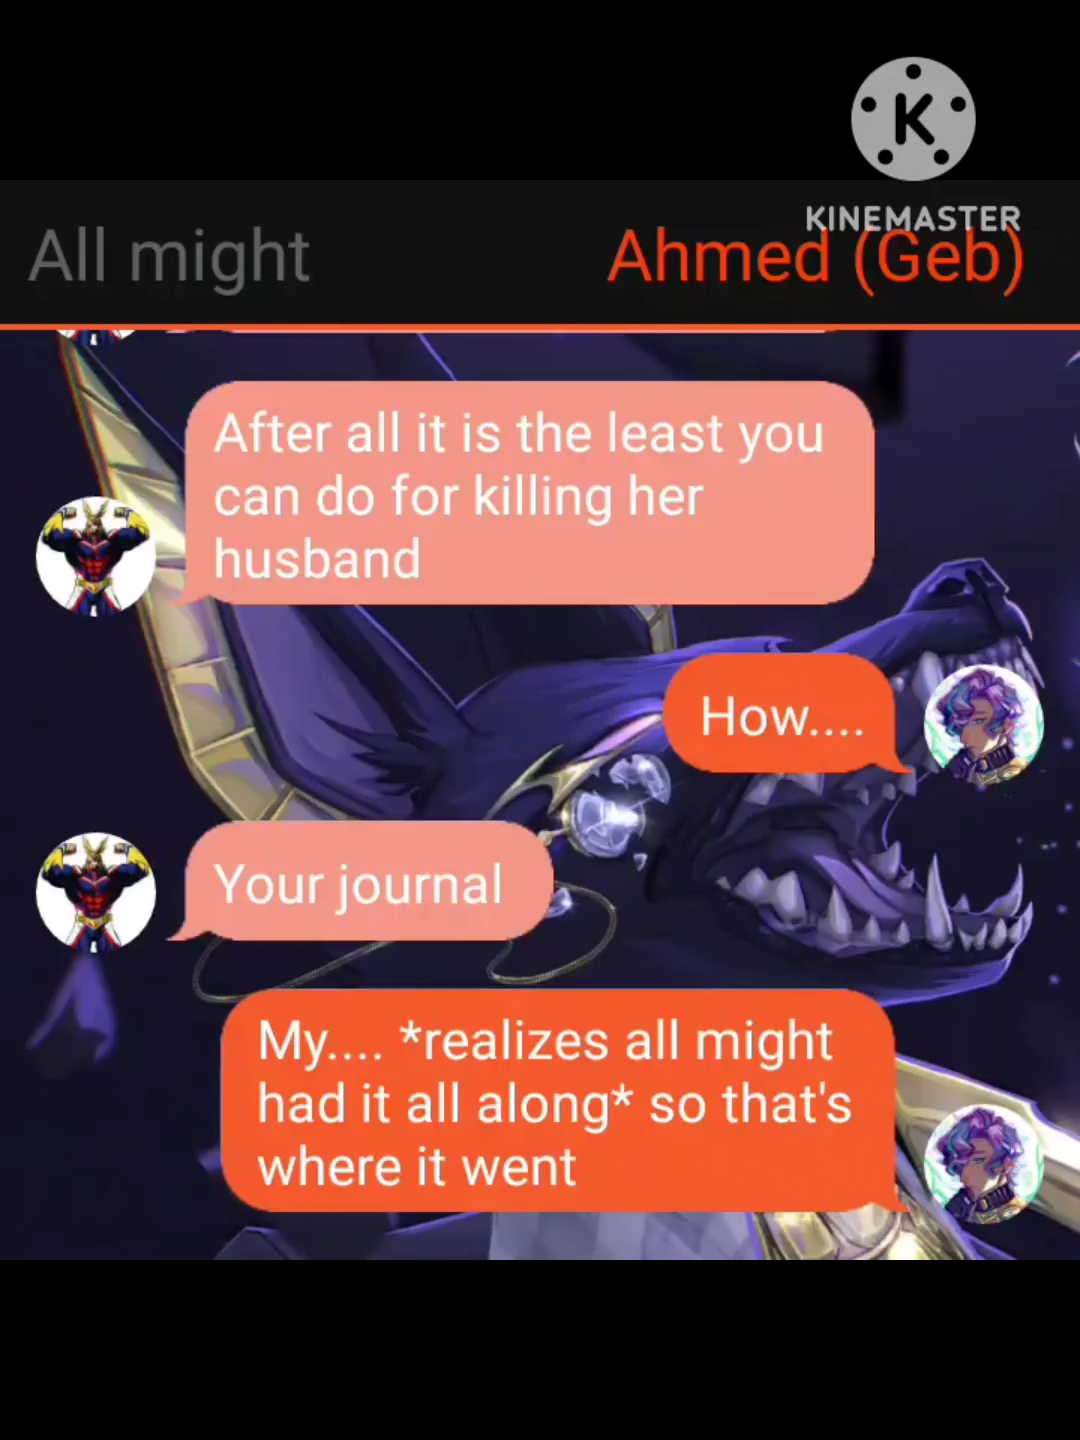 K
KINEMASTER
All might
Ahmed (Geb)
After all it is the least you
can do for killing her
husband
How....
Your journal
My.... *realizes all might
had it all along* so that's
where it went